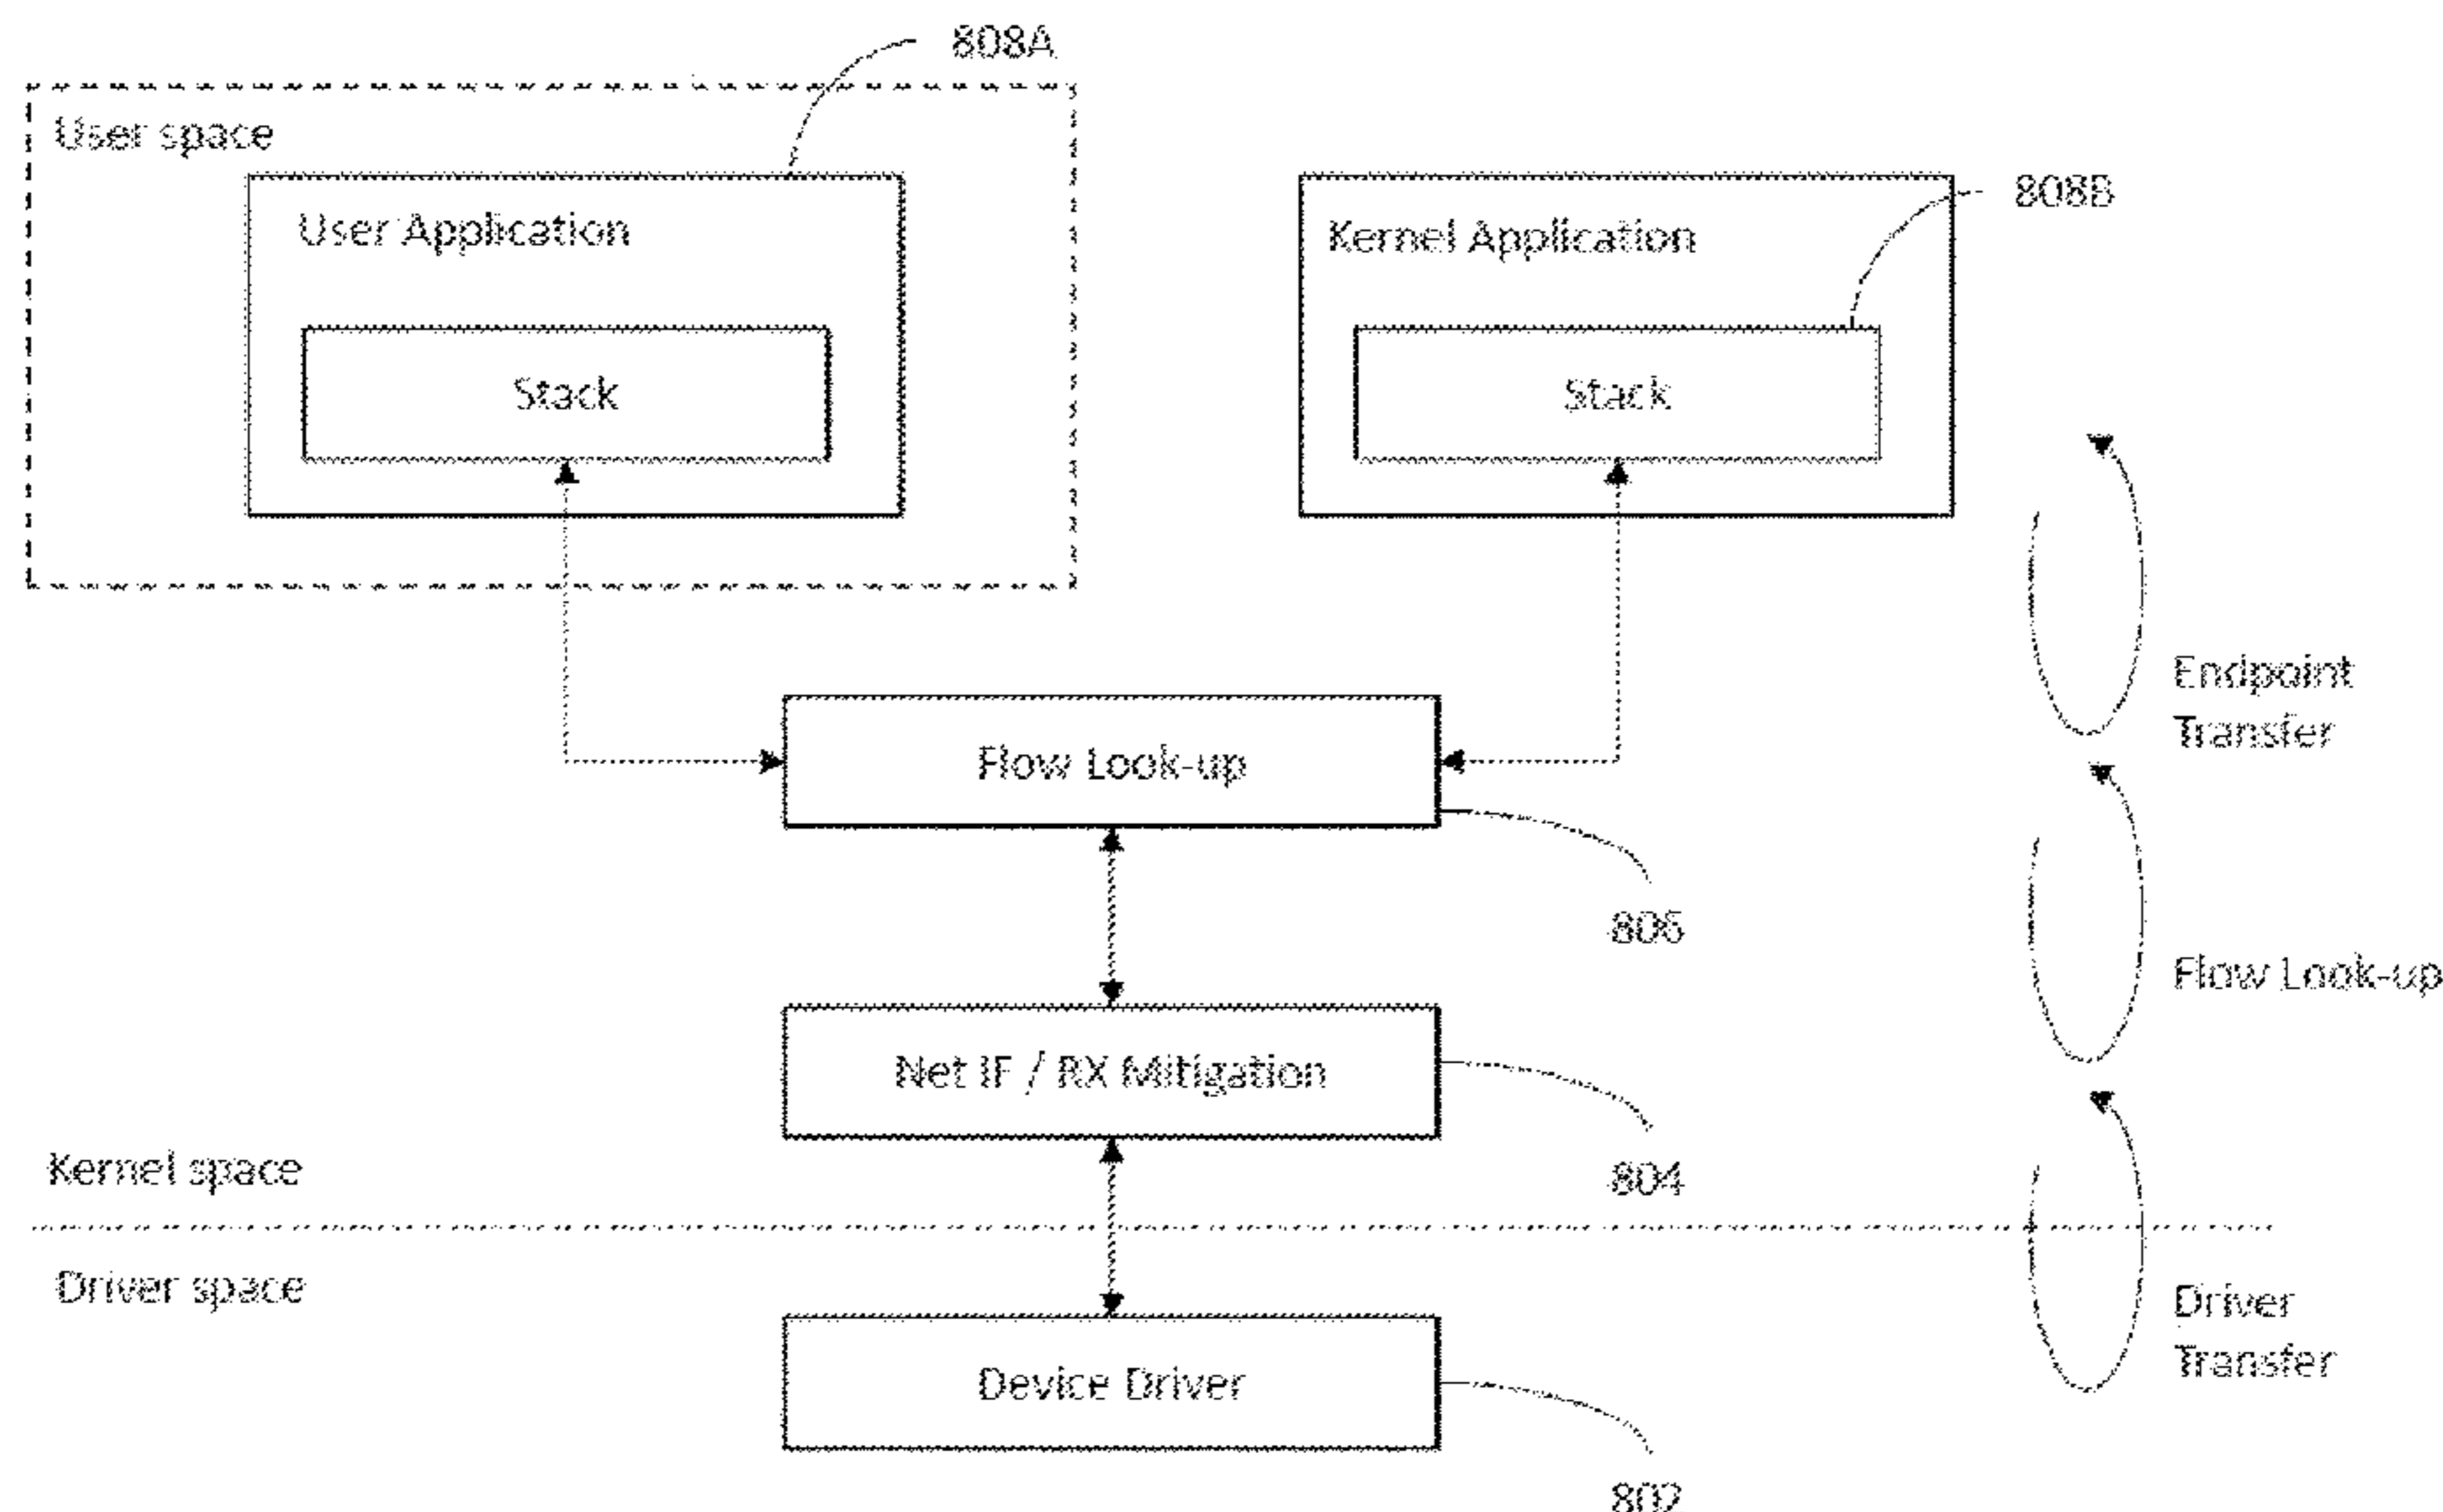 808A
User space
User Application
Stack
808B
Kernel Application
Stack
Endpoint
Transfer
Flow Look-up
806
Flow Look-up
Net IF / RX Mitigation
804
Kernel space
Driver space
Driver
Transfer
Device Driver
802